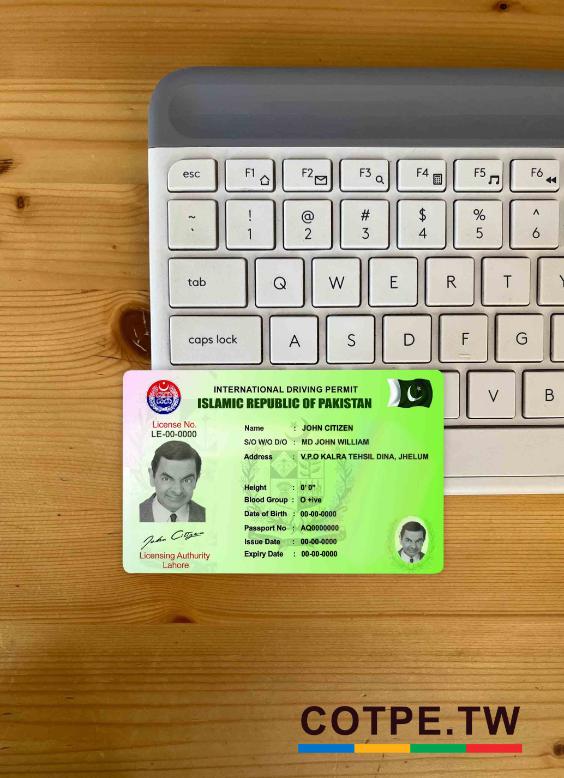 esc F1 F2 F3 F4 F5 F6
~ ! @ # $ % ^
` 1 2 3 4 5 6
tab Q W E R T Y
caps lock A S D F G
V B
INTERNATIONAL DRIVING PERMIT
ISLAMIC REPUBLIC OF PAKISTAN
License No.
LE-00-0000
Name : JOHN CITIZEN
S/O W/O D/O : MD JOHN WILLIAM
Address : V.P.O KALRA TEHSIL DINA, JHELUM
Height : 0' 0"
Blood Group : O +ive
Date of Birth : 00-00-0000
Passport No : AQ0000000
Issue Date : 00-00-0000
Expiry Date : 00-00-0000
John Citizen
Licensing Authurity
Lahore
COTPE.TW